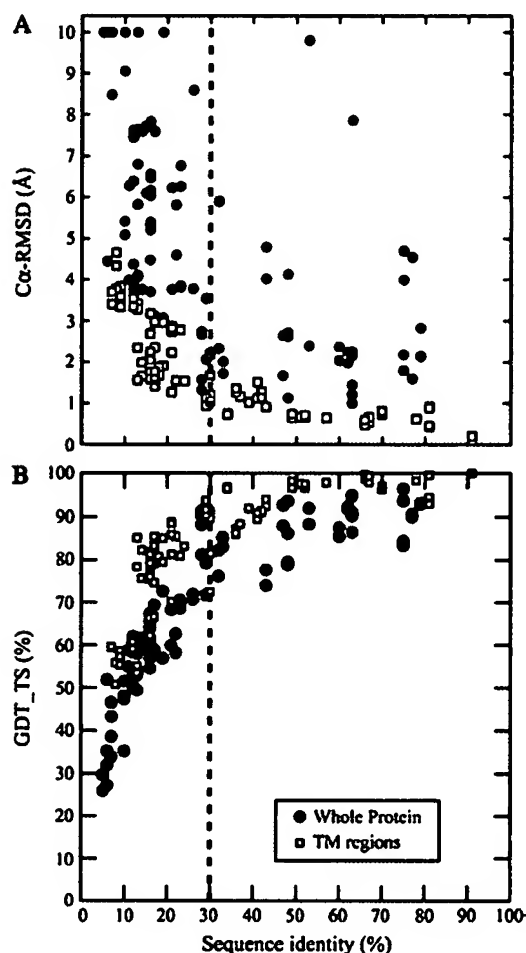 A
10
9
8
7
6
5
4
3
2
1
0
Cα-RMSD (Å)
B
100
90
80
70
60
50
40
30
20
10
0
GDT_TS (%)
Whole Protein
TM regions
0 10 20 30 40 50 60 70 80 90 100
Sequence identity (%)